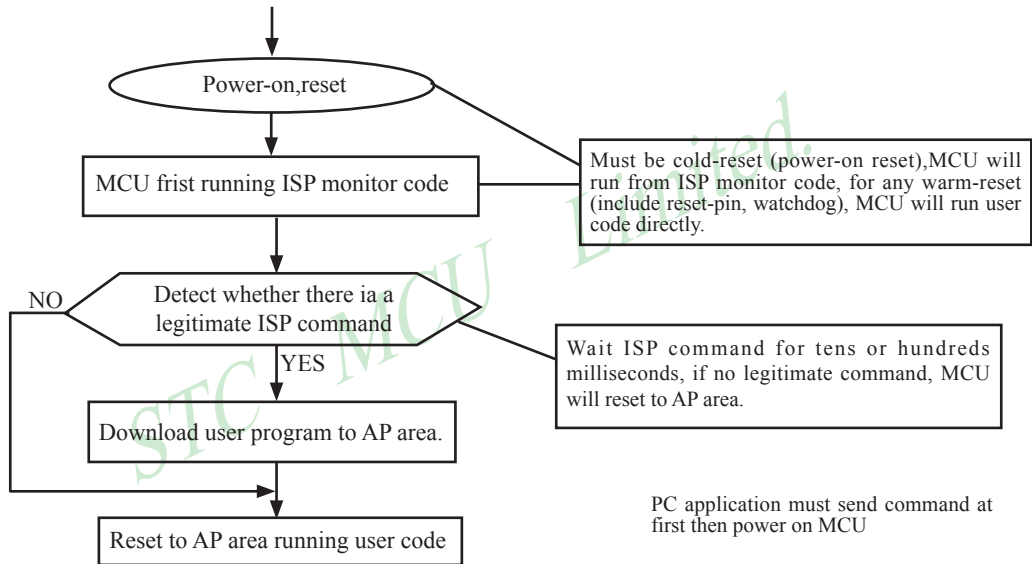 Power-on,reset
MCU frist running ISP monitor code
Must be cold-reset (power-on reset),MCU will
run from ISP monitor code, for any warm-reset
(include reset-pin, watchdog), MCU will run user
code directly.
NO
Detect whether there ia a
legitimate ISP command
YES
Wait ISP command for tens or hundreds
milliseconds, if no legitimate command, MCU
will reset to AP area.
Download user program to AP area.
PC application must send command at
first then power on MCU
Reset to AP area running user code
STC MCU Limited.